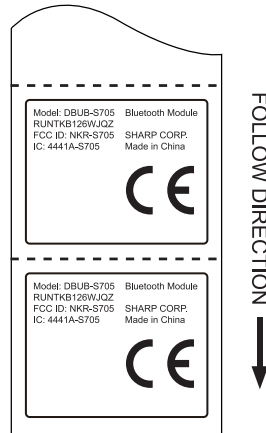 Model: DBUB-S705 Bluetooth Module
RUNTKB126WJQZ
FCC ID: NKR-S705 SHARP CORP.
IC: 4441A-S705 Made in China
CE
Model: DBUB-S705 Bluetooth Module
RUNTKB126WJQZ
FCC ID: NKR-S705 SHARP CORP.
IC: 4441A-S705 Made in China
CE
FOLLOW DIRECTION